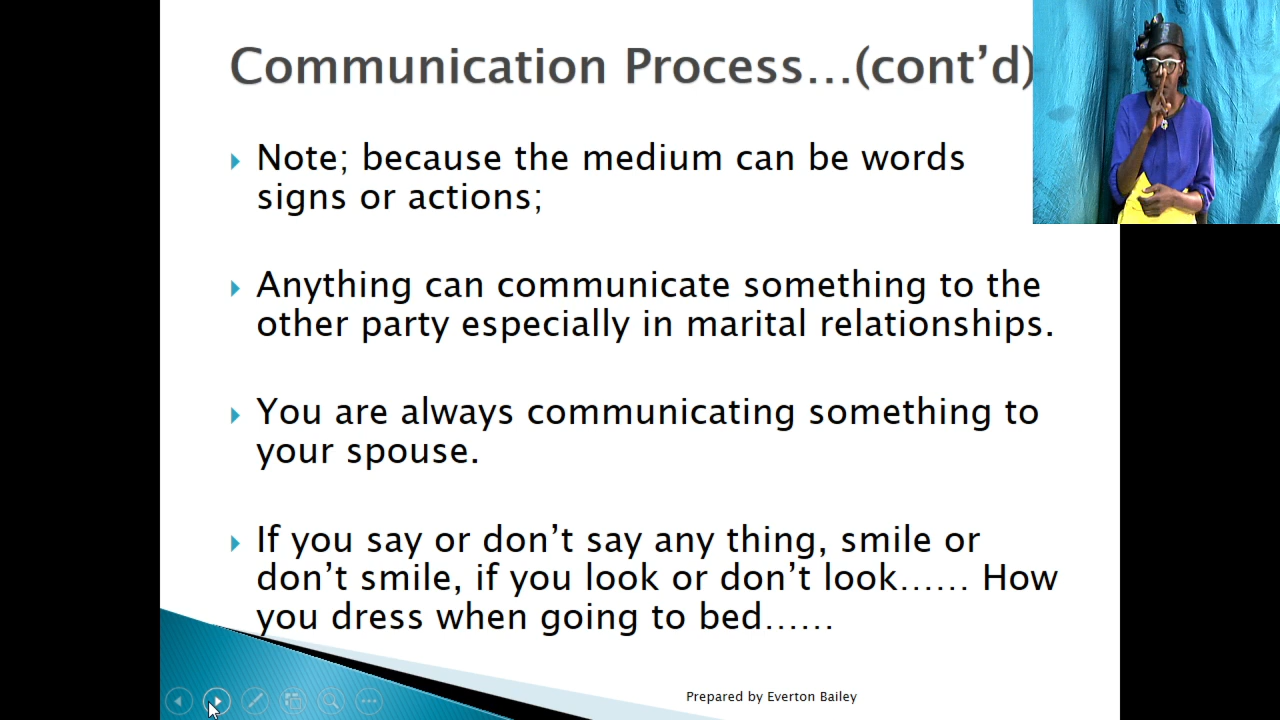 Communication Process...(cont’d)
Note; because the medium can be words
signs or actions;
Anything can communicate something to the
other party especially in marital relationships.
You are always communicating something to
your spouse.
If you say or don’t say any thing, smile or
don’t smile, if you look or don’t look…… How
you dress when going to bed……
Prepared by Everton Bailey